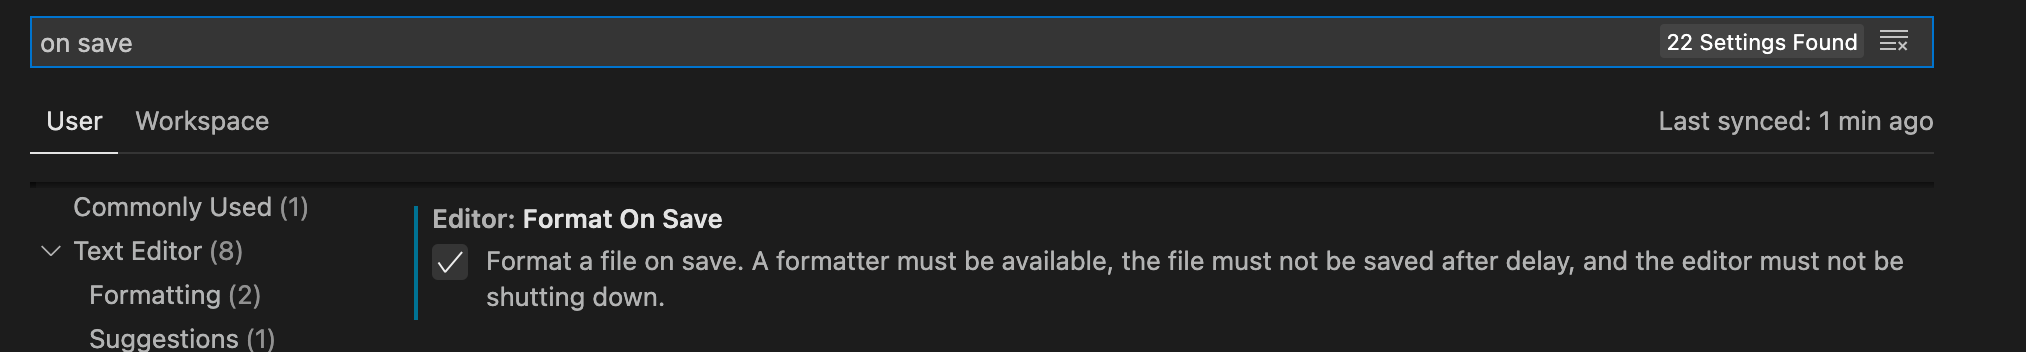 on save
22 Settings Found
User
Workspace
Last synced: 1 min ago
Commonly Used (1)
Text Editor (8)
Formatting (2)
Suggestions (1)
Editor: Format On Save
Format a file on save. A formatter must be available, the file must not be saved after delay, and the editor must not be
shutting down.